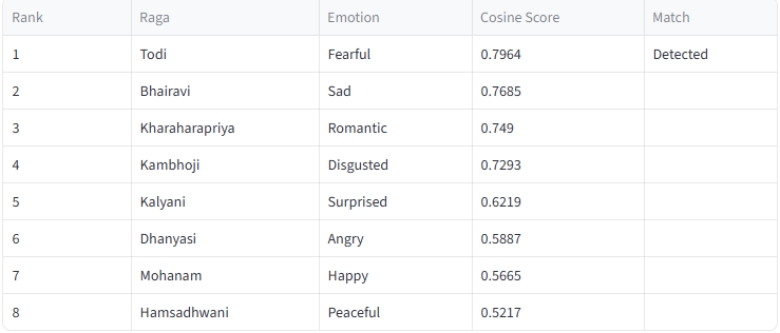 Rank Raga Emotion Cosine Score Match
1 Todi Fearful 0.7964 Detected
2 Bhairavi Sad 0.7685
3 Kharaharapriya Romantic 0.749
4 Kambhoji Disgusted 0.7293
5 Kalyani Surprised 0.6219
6 Dhanyasi Angry 0.5887
7 Mohanam Happy 0.5665
8 Hamsadhwani Peaceful 0.5217